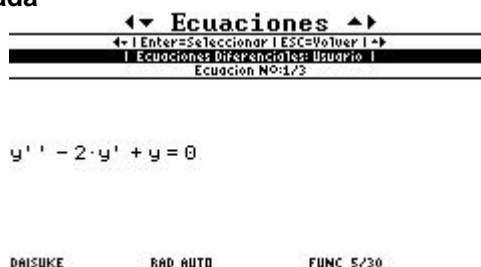 ada
Ecuaciones
| Enter=Seleccionar | ESC=Volver |
| Ecuaciones Diferenciales: Usuario |
Ecuacion Nº:1/3
y'' - 2·y' + y = 0
DAISUKE RAD AUTO FUNC 5/30